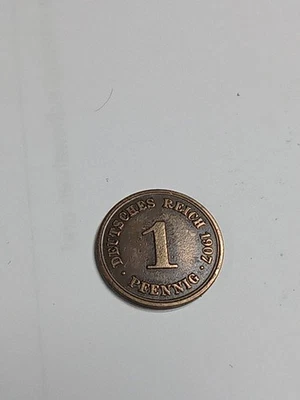 DEUTSCHES REICH 1907
1
· PFENNIG ·